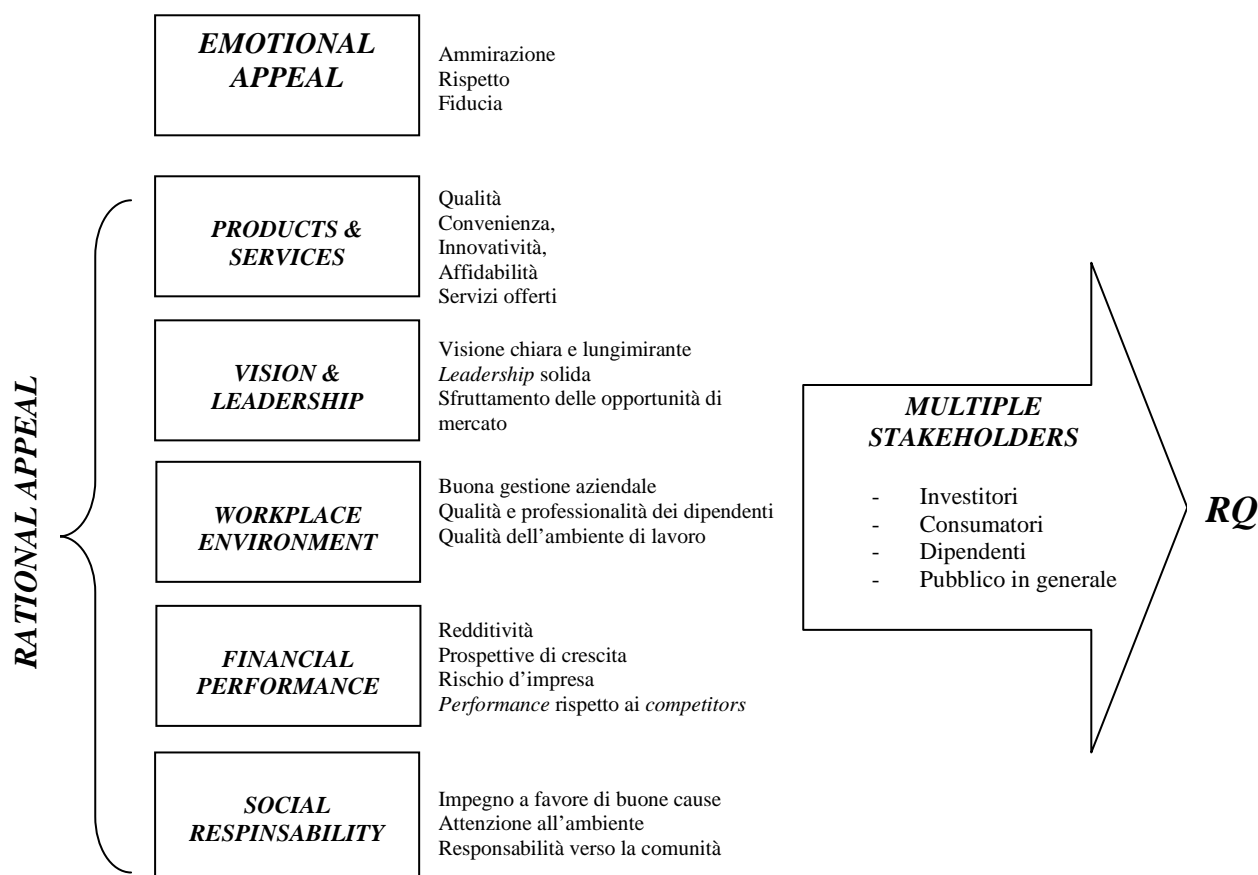 EMOTIONAL
APPEAL
Ammirazione
Rispetto
Fiducia
RATIONAL APPEAL
PRODUCTS &
SERVICES
Qualità
Convenienza,
Innovatività,
Affidabilità
Servizi offerti
VISION &
LEADERSHIP
Visione chiara e lungimirante
Leadership solida
Sfruttamento delle opportunità di
mercato
WORKPLACE
ENVIRONMENT
Buona gestione aziendale
Qualità e professionalità dei dipendenti
Qualità dell’ambiente di lavoro
FINANCIAL
PERFORMANCE
Redditività
Prospettive di crescita
Rischio d’impresa
Performance rispetto ai competitors
SOCIAL
RESPINSABILITY
Impegno a favore di buone cause
Attenzione all’ambiente
Responsabilità verso la comunità
MULTIPLE
STAKEHOLDERS
- Investitori
- Consumatori
- Dipendenti
- Pubblico in generale
RQ